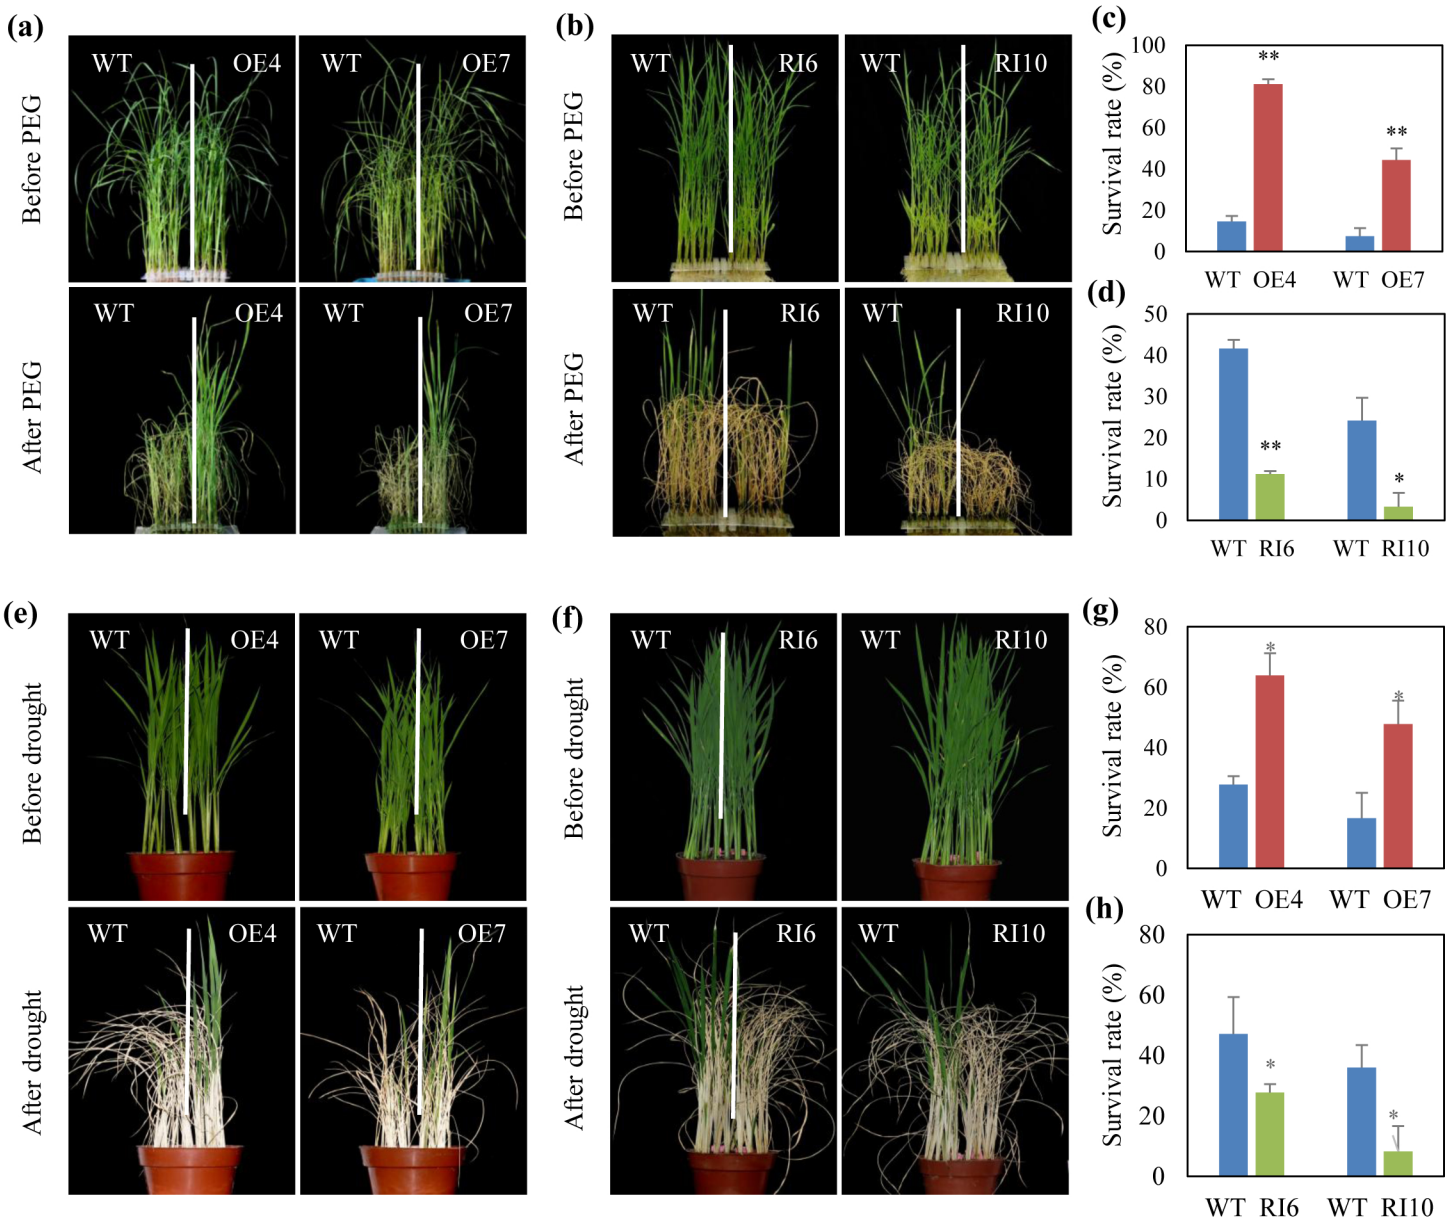 (a)
WT OE4
WT OE7
Before PEG
WT OE4
WT OE7
After PEG
(b)
WT RI6
WT RI10
Before PEG
WT RI6
WT RI10
After PEG
(c)
Survival rate (%)
100
80
60
40
20
0
**
**
WT OE4 WT OE7
(d)
Survival rate (%)
50
40
30
20
10
0
**
*
WT RI6 WT RI10
(e)
WT OE4
WT OE7
Before drought
WT OE4
WT OE7
After drought
(f)
WT RI6
WT RI10
Before drought
WT RI6
WT RI10
After drought
(g)
Survival rate (%)
80
60
40
20
0
*
*
WT OE4 WT OE7
(h)
Survival rate (%)
80
60
40
20
0
*
*
WT RI6 WT RI10